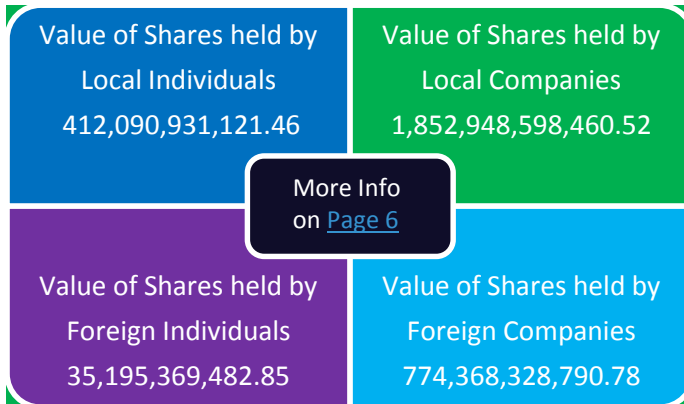 Value of Shares held by
Local Individuals
412,090,931,121.46
Value of Shares held by
Local Companies
1,852,948,598,460.52
More Info
on Page 6
Value of Shares held by
Foreign Individuals
35,195,369,482.85
Value of Shares held by
Foreign Companies
774,368,328,790.78